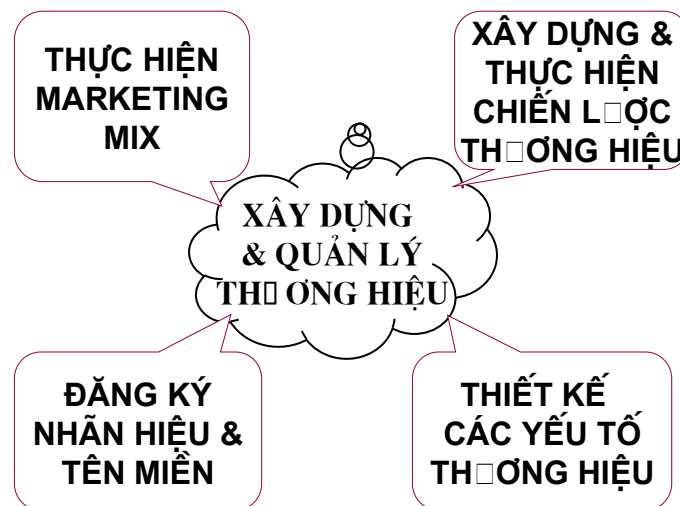 THỰC HIỆN
MARKETING
MIX
XÂY DỰNG &
THỰC HIỆN
CHIẾN L□ỢC
TH□ƠNG HIỆU
XÂY DỰNG
& QUẢN LÝ
TH□ ƠNG HIỆU
ĐĂNG KÝ
NHÃN HIỆU &
TÊN MIỀN
THIẾT KẾ
CÁC YẾU TỐ
TH□ƠNG HIỆU